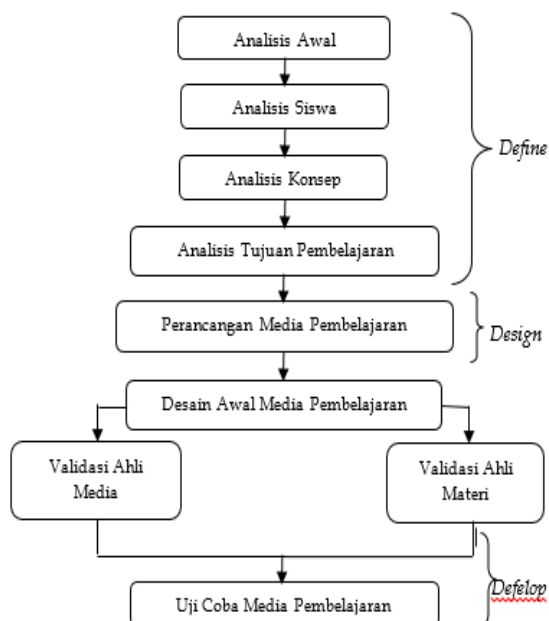 Analisis Awal
Analisis Siswa
Analisis Konsep
Define
Analisis Tujuan Pembelajaran
Perancangan Media Pembelajaran
Design
Desain Awal Media Pembelajaran
Validasi Ahli
Media
Validasi Ahli
Materi
Defelop
Uji Coba Media Pembelajaran